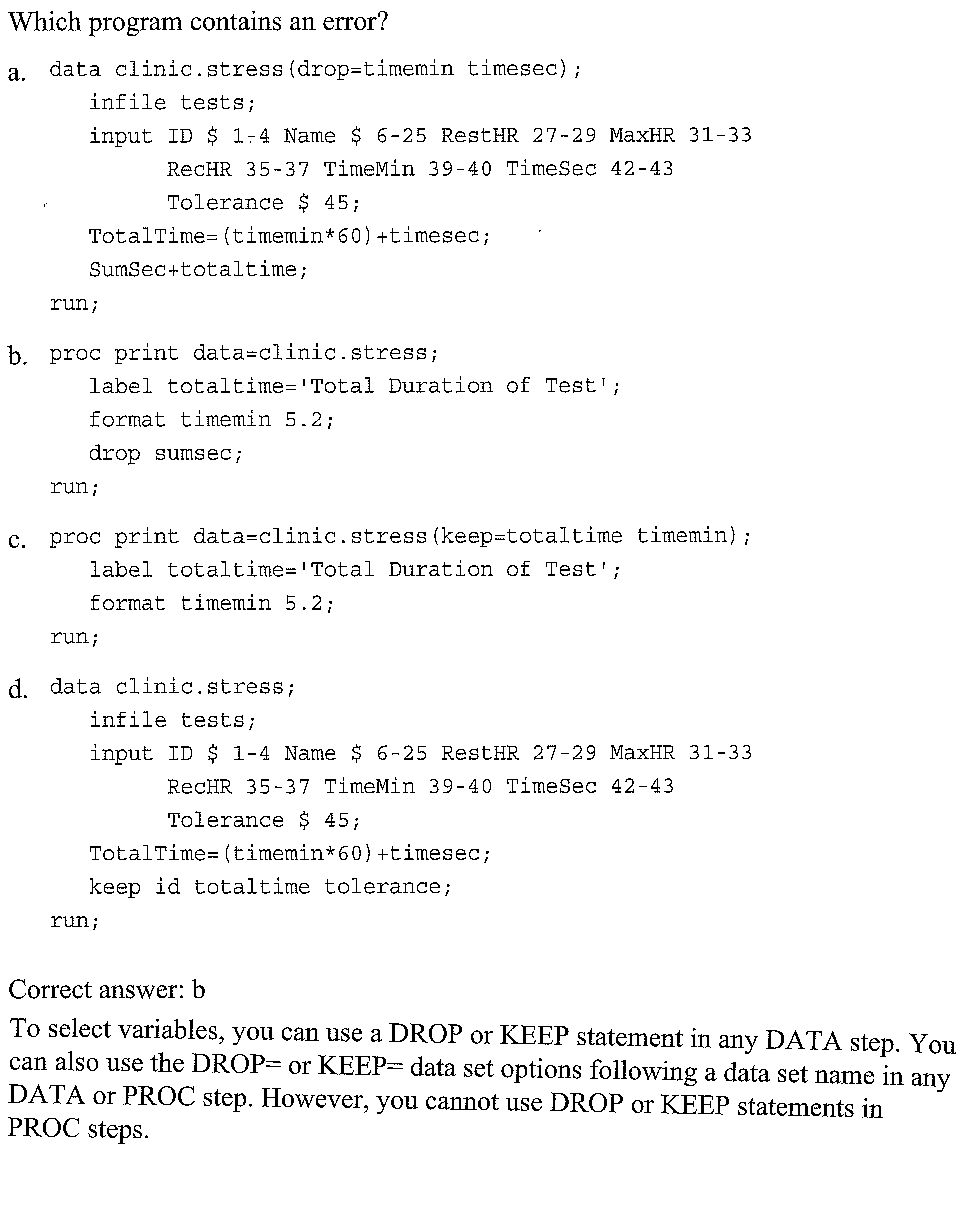 Which program contains an error?
a. data clinic.stress(drop=timemin timesec);
infile tests;
input ID $ 1-4 Name $ 6-25 RestHR 27-29 MaxHR 31-33
RecHR 35-37 TimeMin 39-40 TimeSec 42-43
Tolerance $ 45;
TotalTime=(timemin*60)+timesec;
SumSec+totaltime;
run;
b. proc print data=clinic.stress;
label totaltime='Total Duration of Test';
format timemin 5.2;
drop sumsec;
run;
c. proc print data=clinic.stress(keep=totaltime timemin);
label totaltime='Total Duration of Test';
format timemin 5.2;
run;
d. data clinic.stress;
infile tests;
input ID $ 1-4 Name $ 6-25 RestHR 27-29 MaxHR 31-33
RecHR 35-37 TimeMin 39-40 TimeSec 42-43
Tolerance $ 45;
TotalTime=(timemin*60)+timesec;
keep id totaltime tolerance;
run;
Correct answer: b
To select variables, you can use a DROP or KEEP statement in any DATA step. You
can also use the DROP= or KEEP= data set options following a data set name in any
DATA or PROC step. However, you cannot use DROP or KEEP statements in
PROC steps.